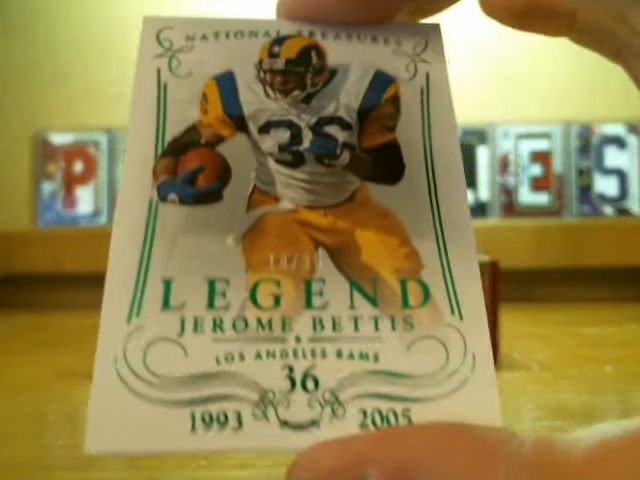 NATIONAL TREASURES
36
P
E S
LEGEND
JEROME BETTIS
LOS ANGELES RAMS
36
1993 2005